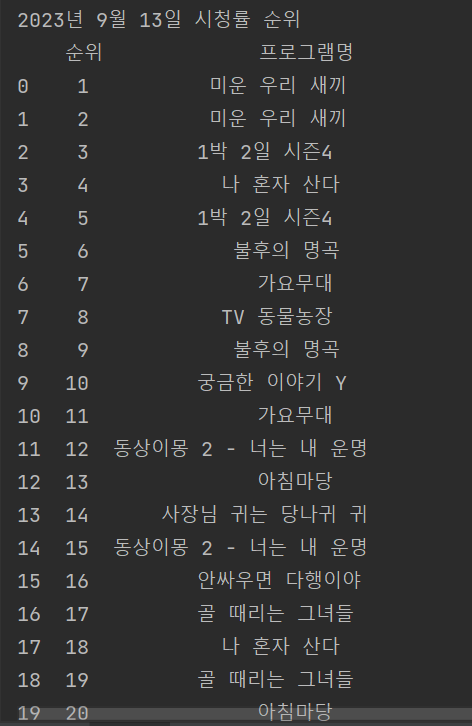 2023년 9월 13일 시청률 순위
순위 프로그램명
0 1 미운 우리 새끼
1 2 미운 우리 새끼
2 3 1박 2일 시즌4
3 4 나 혼자 산다
4 5 1박 2일 시즌4
5 6 불후의 명곡
6 7 가요무대
7 8 TV 동물농장
8 9 불후의 명곡
9 10 궁금한 이야기 Y
10 11 가요무대
11 12 동상이몽 2 - 너는 내 운명
12 13 아침마당
13 14 사장님 귀는 당나귀 귀
14 15 동상이몽 2 - 너는 내 운명
15 16 안싸우면 다행이야
16 17 골 때리는 그녀들
17 18 나 혼자 산다
18 19 골 때리는 그녀들
19 20 아침마당